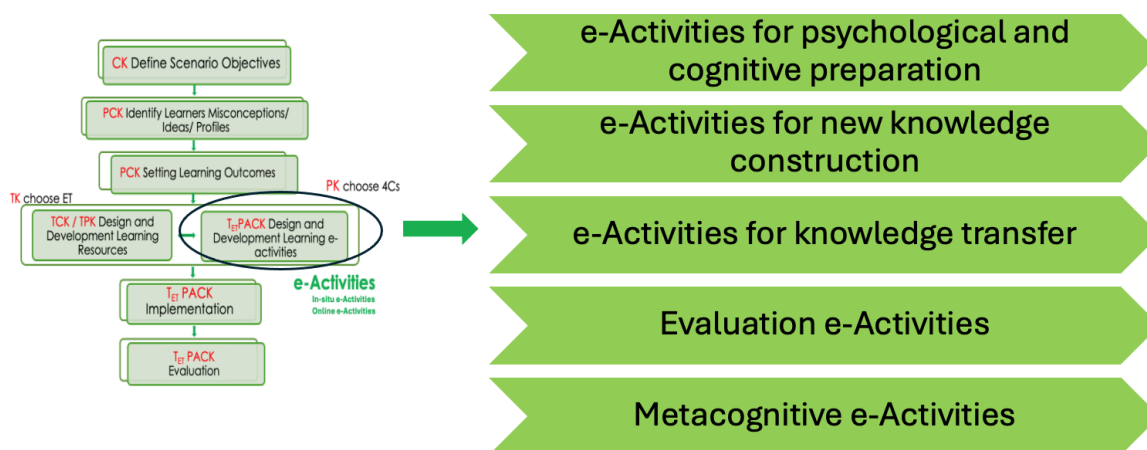 CK Define Scenario Objectives
PCK Identify Learners Misconceptions/
Ideas/ Profiles
PCK Setting Learning Outcomes
TK choose ET
PK choose 4Cs
TCK / TPK Design and
Development Learning
Resources
TETPACK Design and
Development Learning e-
activities
e-Activities
In-situ e-Activities
Online e-Activities
TET PACK
Implementation
TET PACK
Evaluation
e-Activities for psychological and
cognitive preparation
e-Activities for new knowledge
construction
e-Activities for knowledge transfer
Evaluation e-Activities
Metacognitive e-Activities